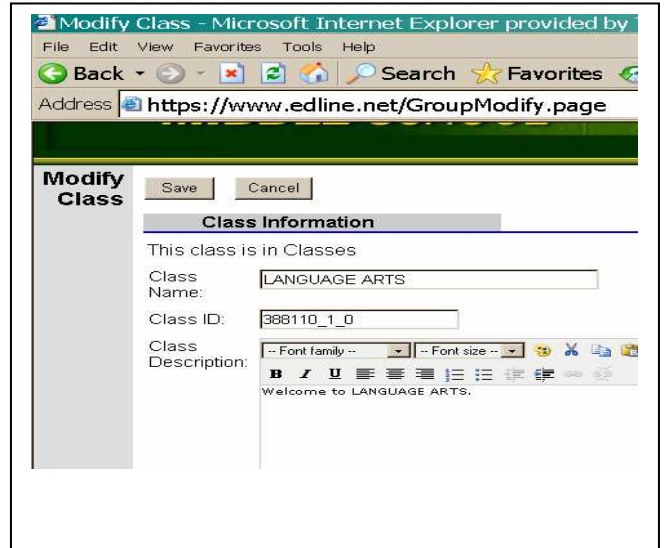 Modify Class - Microsoft Internet Explorer provided by
File Edit View Favorites Tools Help
Back Search Favorites
Address https://www.edline.net/GroupModify.page
Modify Class
Save Cancel
Class Information
This class is in Classes
Class Name: LANGUAGE ARTS
Class ID: 388110_1_0
Class Description:
-- Font family -- -- Font size --
B I U
Welcome to LANGUAGE ARTS.